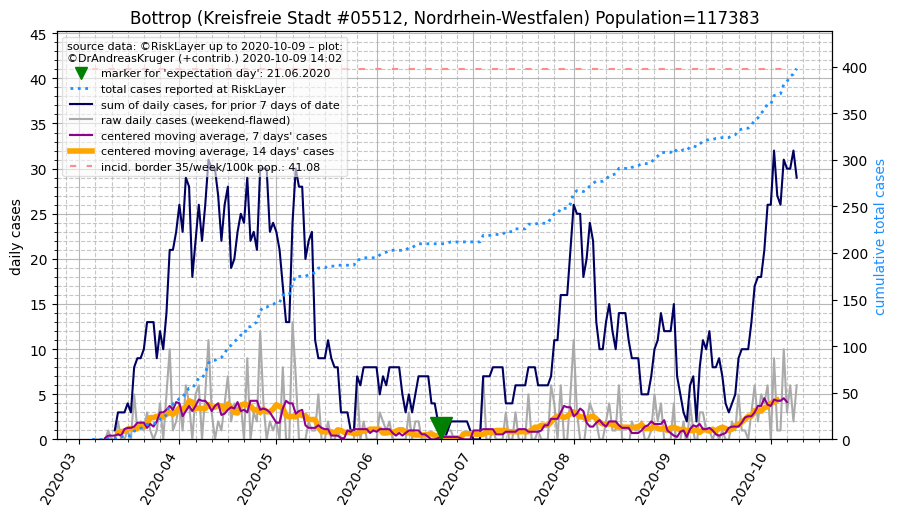 Bottrop (Kreisfreie Stadt #05512, Nordrhein-Westfalen) Population=117383
source data: ©RiskLayer up to 2020-10-09 – plot:
©DrAndreasKruger (+contrib.) 2020-10-09 14:02
marker for 'expectation day': 21.06.2020
total cases reported at RiskLayer
sum of daily cases, for prior 7 days of date
raw daily cases (weekend-flawed)
centered moving average, 7 days' cases
centered moving average, 14 days' cases
incid. border 35/week/100k pop.: 41.08
daily cases
45
40
35
30
25
20
15
10
5
0
cumulative total cases
400
350
300
250
200
150
100
50
0
2020-03
2020-04
2020-05
2020-06
2020-07
2020-08
2020-09
2020-10